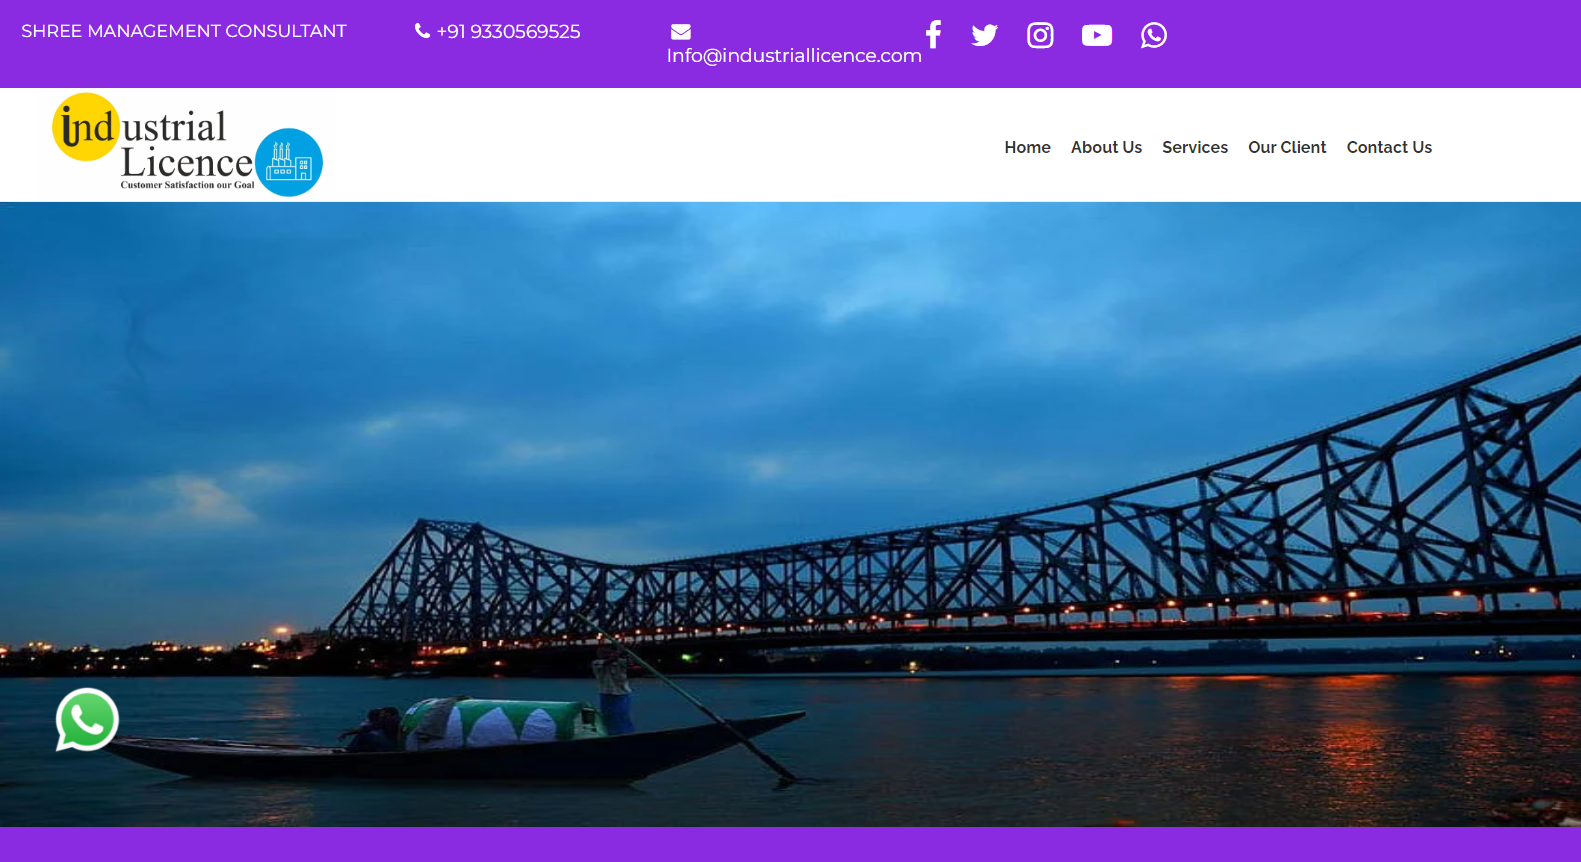 SHREE MANAGEMENT CONSULTANT
+91 9330569525
Info@industriallicence.com
industrial
Licence
Customer Satisfaction our Goal
Home About Us Services Our Client Contact Us